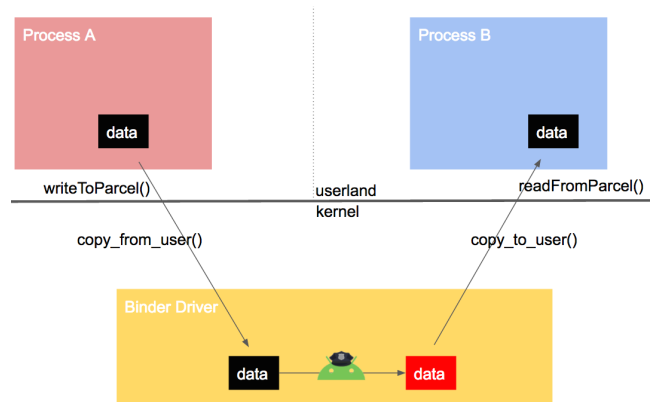 Process A
Process B
data
data
writeToParcel()
userland
readFromParcel()
kernel
copy_from_user()
copy_to_user()
Binder Driver
data
data